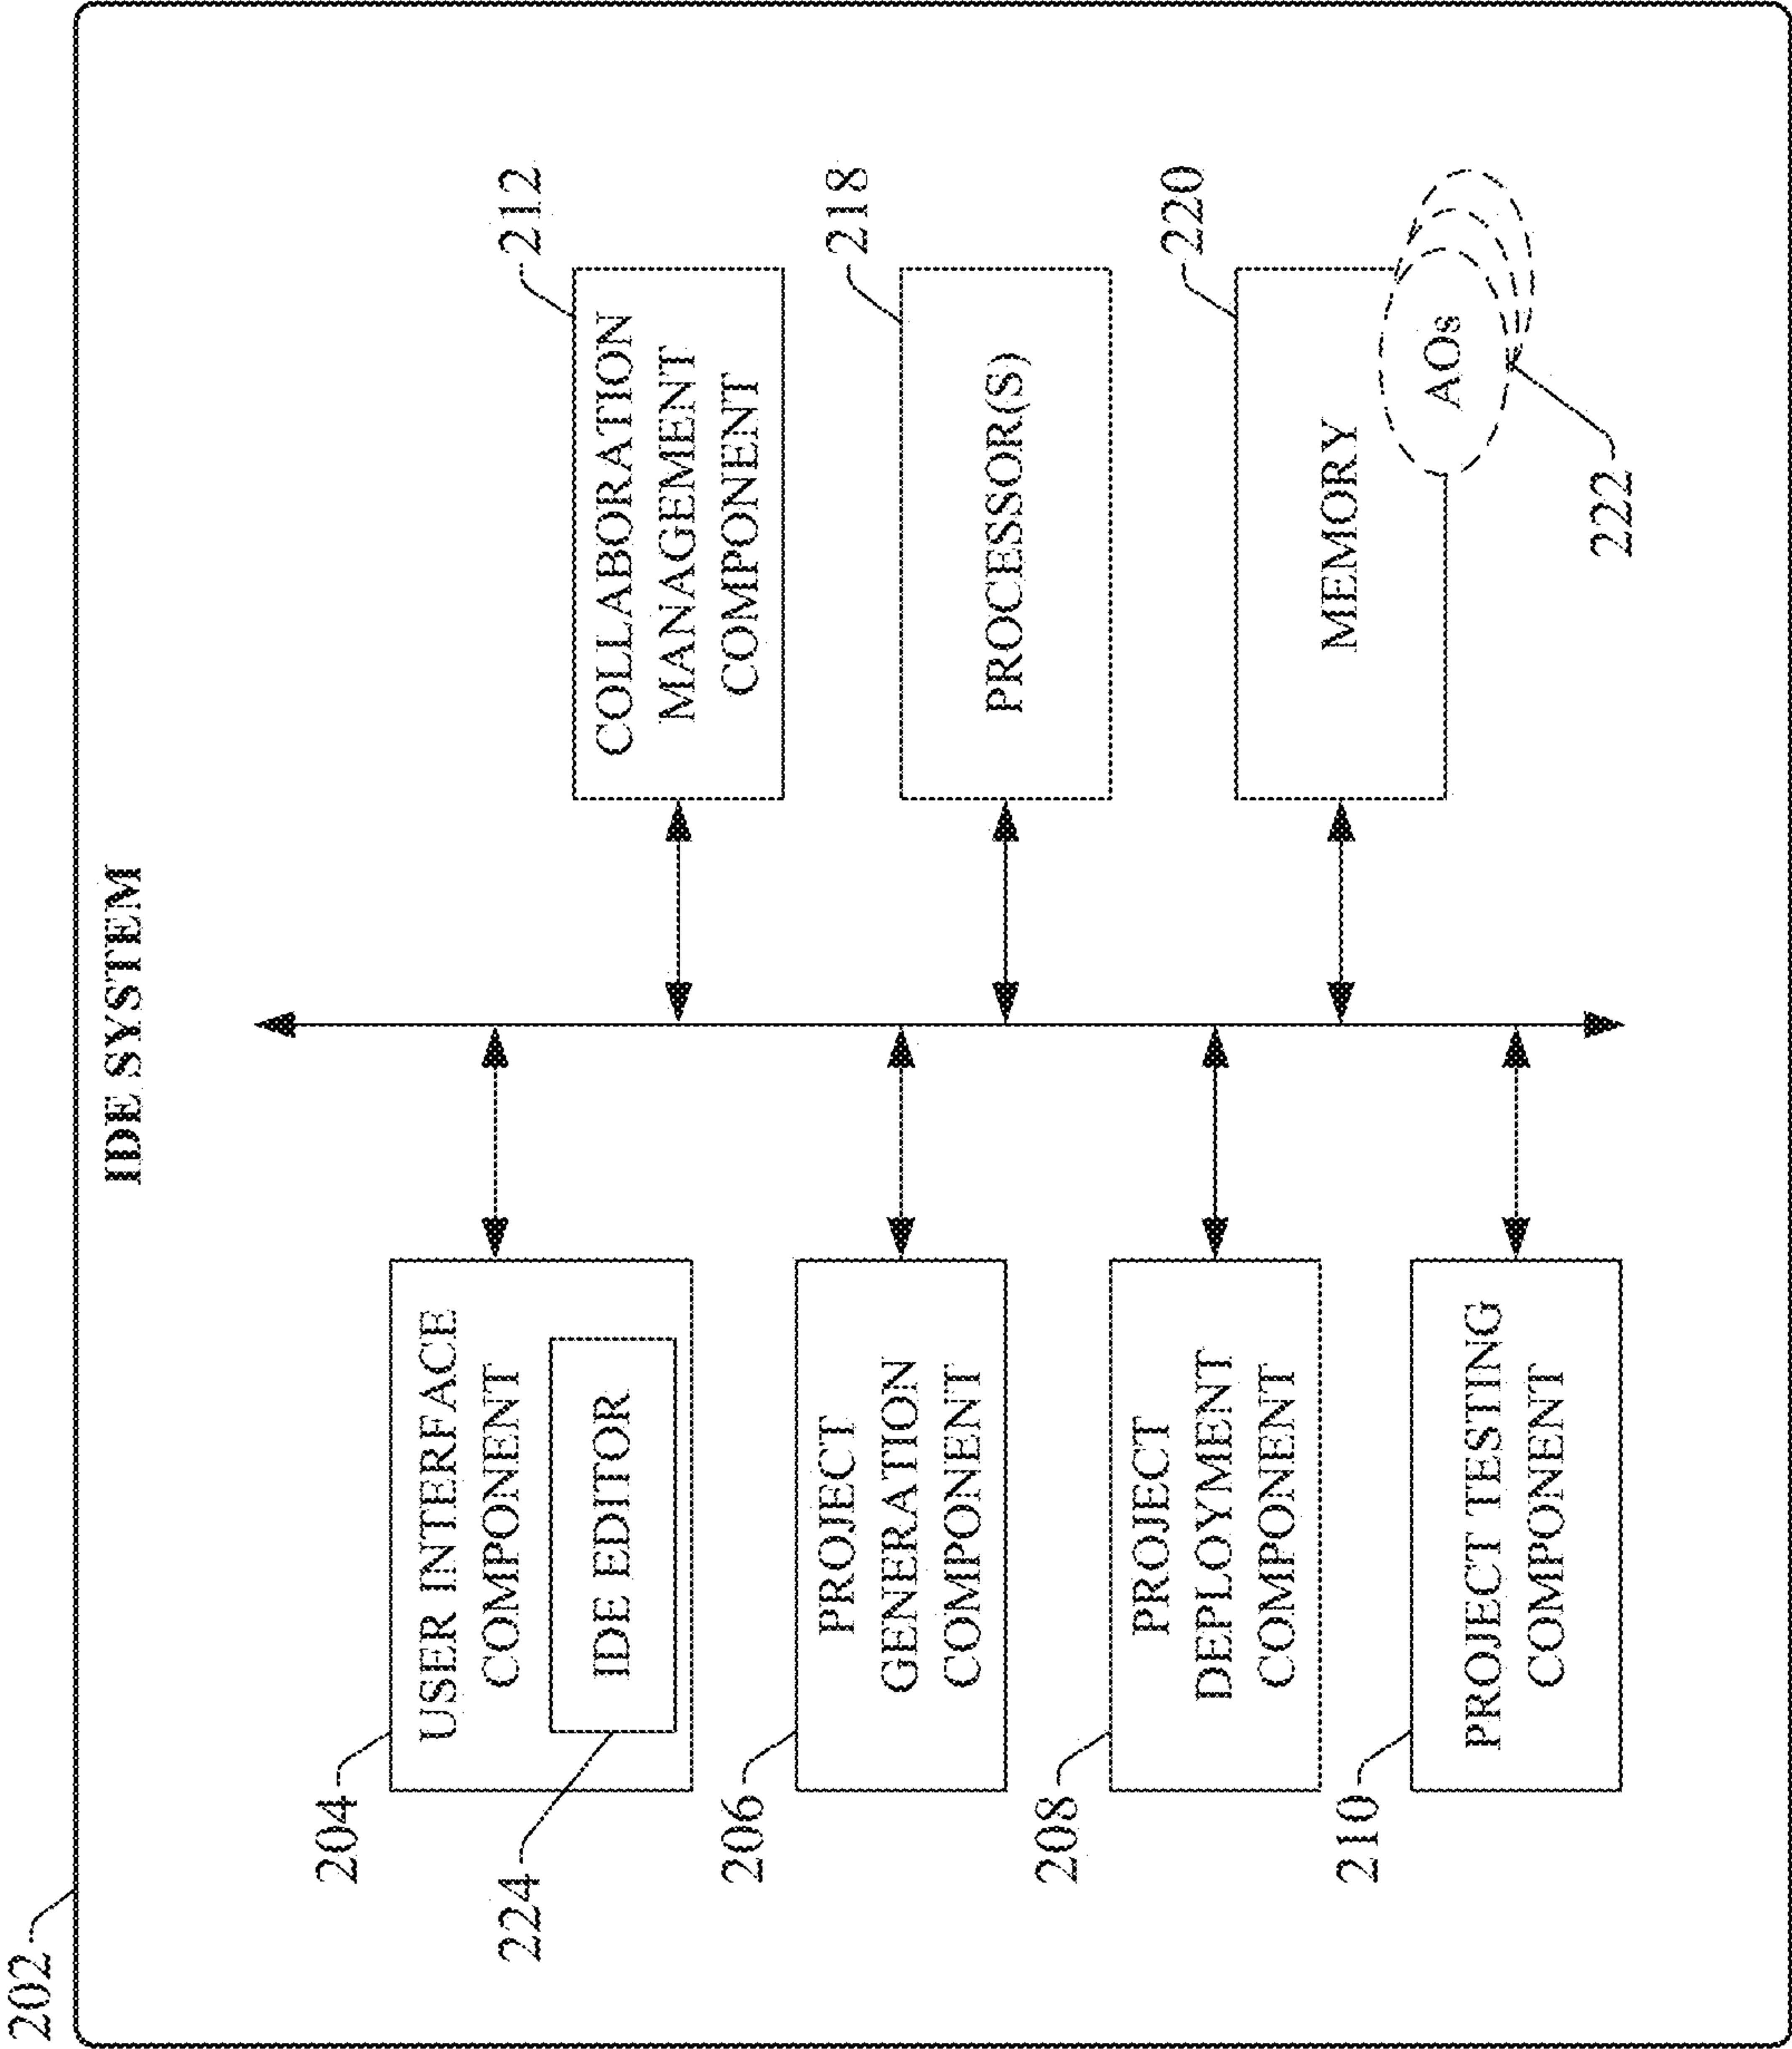 202
IDE SYSTEM
204
USER INTERFACE
COMPONENT
224
IDE EDITOR
206
PROJECT
GENERATION
COMPONENT
208
PROJECT
DEPLOYMENT
COMPONENT
210
PROJECT TESTING
COMPONENT
212
COLLABORATION
MANAGEMENT
COMPONENT
218
PROCESSOR(S)
220
MEMORY
AOs
222